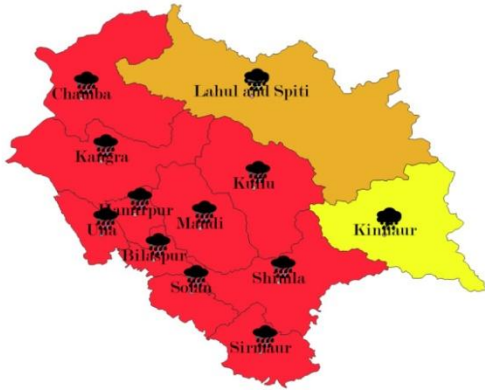 Chamba
Lahul and Spiti
Kangra
Kullu
Hamirpur
Una
Mandi
Kinnaur
Bilaspur
Solan
Shimla
Sirmaur